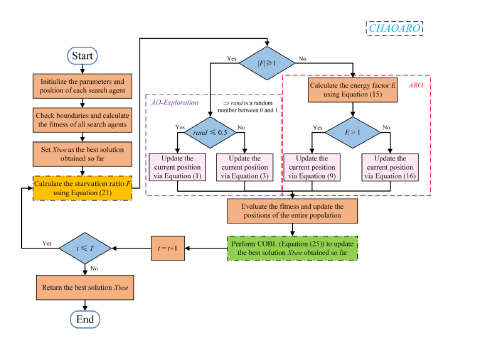 CHAOARO
Start
Initialize the parameters and
position of each search agent
Check boundaries and calculate
the fitness of all search agents
Set Xbest as the best solution
obtained so far
Calculate the starvation ratio F
using Equation (21)
Yes
|F|≥1
No
AO-Exploration
⇒ rand is a random
number between 0 and 1
Yes
rand ≤ 0.5
No
Update the
current position
via Equation (1)
Update the
current position
via Equation (3)
Calculate the energy factor E
using Equation (15)
ARO
Yes
E > 1
No
Update the
current position
via Equation (9)
Update the
current position
via Equation (16)
Evaluate the fitness and update the
positions of the entire population
Perform COBL (Equation (25)) to update
the best solution Xbest obtained so far
t = t+1
Yes
t ≤ T
No
Return the best solution Xbest
End